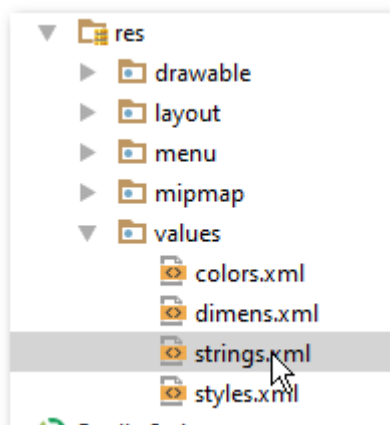 res
drawable
layout
menu
mipmap
values
colors.xml
dimens.xml
strings.xml
styles.xml